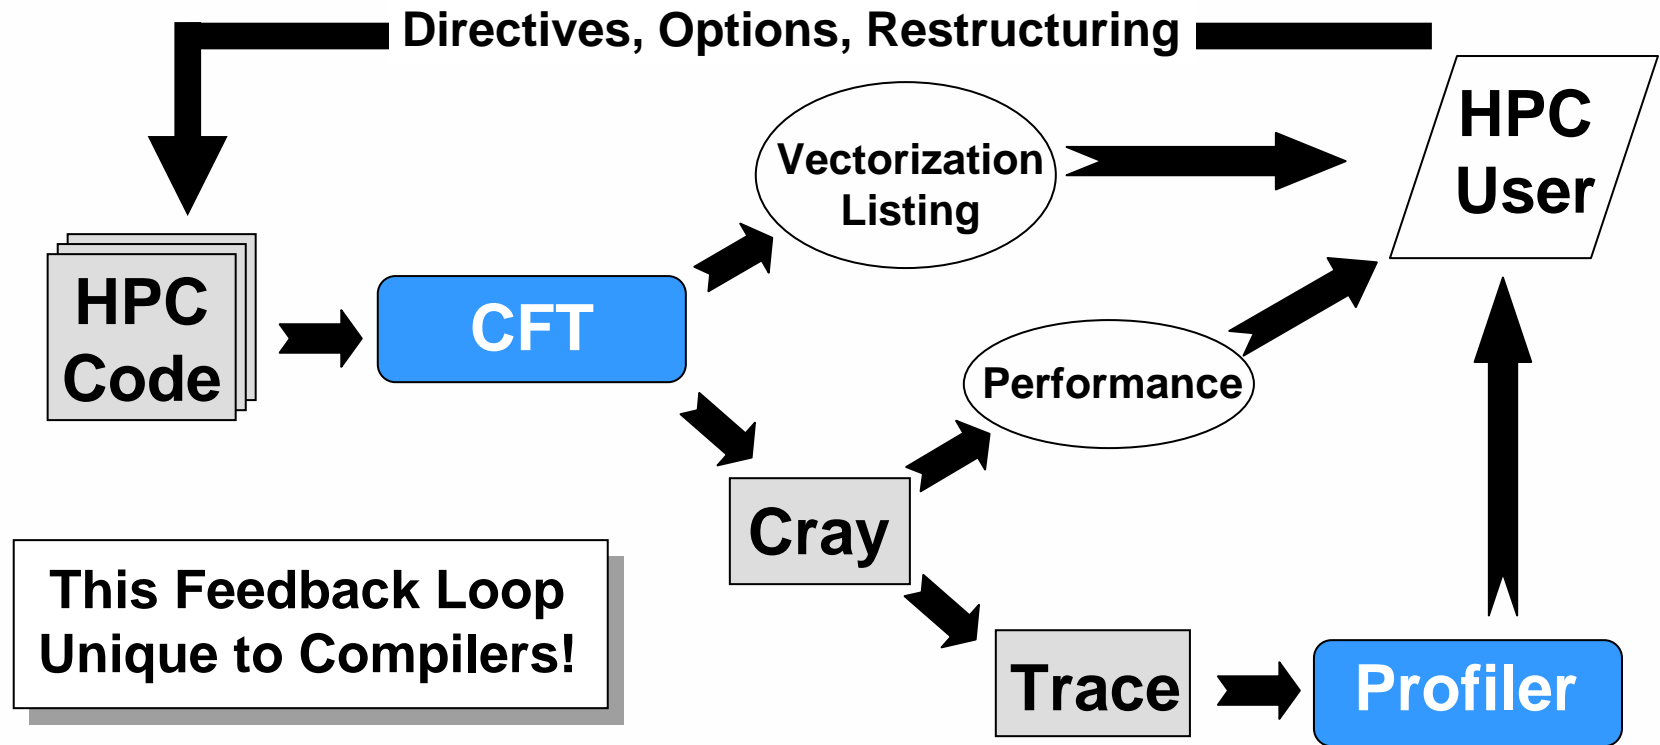 Directives, Options, Restructuring
HPC
User
Vectorization
Listing
HPC
Code
CFT
Performance
Cray
This Feedback Loop
Unique to Compilers!
Trace
Profiler